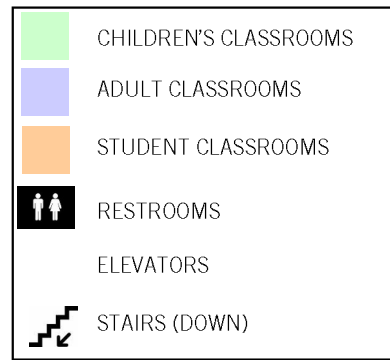 CHILDREN'S CLASSROOMS
ADULT CLASSROOMS
STUDENT CLASSROOMS
RESTROOMS
ELEVATORS
STAIRS (DOWN)